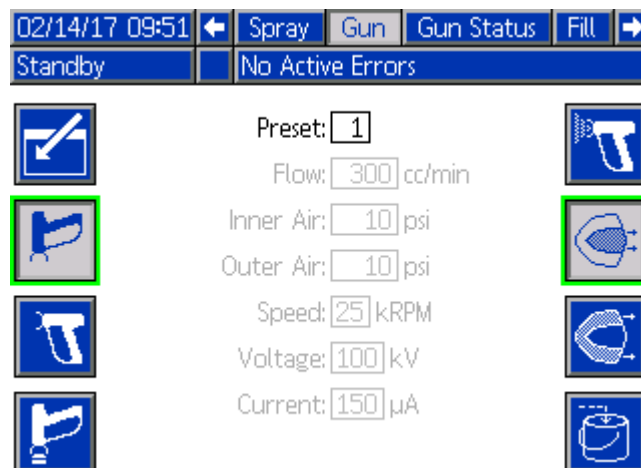 02/14/17 09:51 Spray Gun Gun Status Fill
Standby No Active Errors
Preset: 1
Flow: 300 cc/min
Inner Air: 10 psi
Outer Air: 10 psi
Speed: 25 kRPM
Voltage: 100 kV
Current: 150 µA